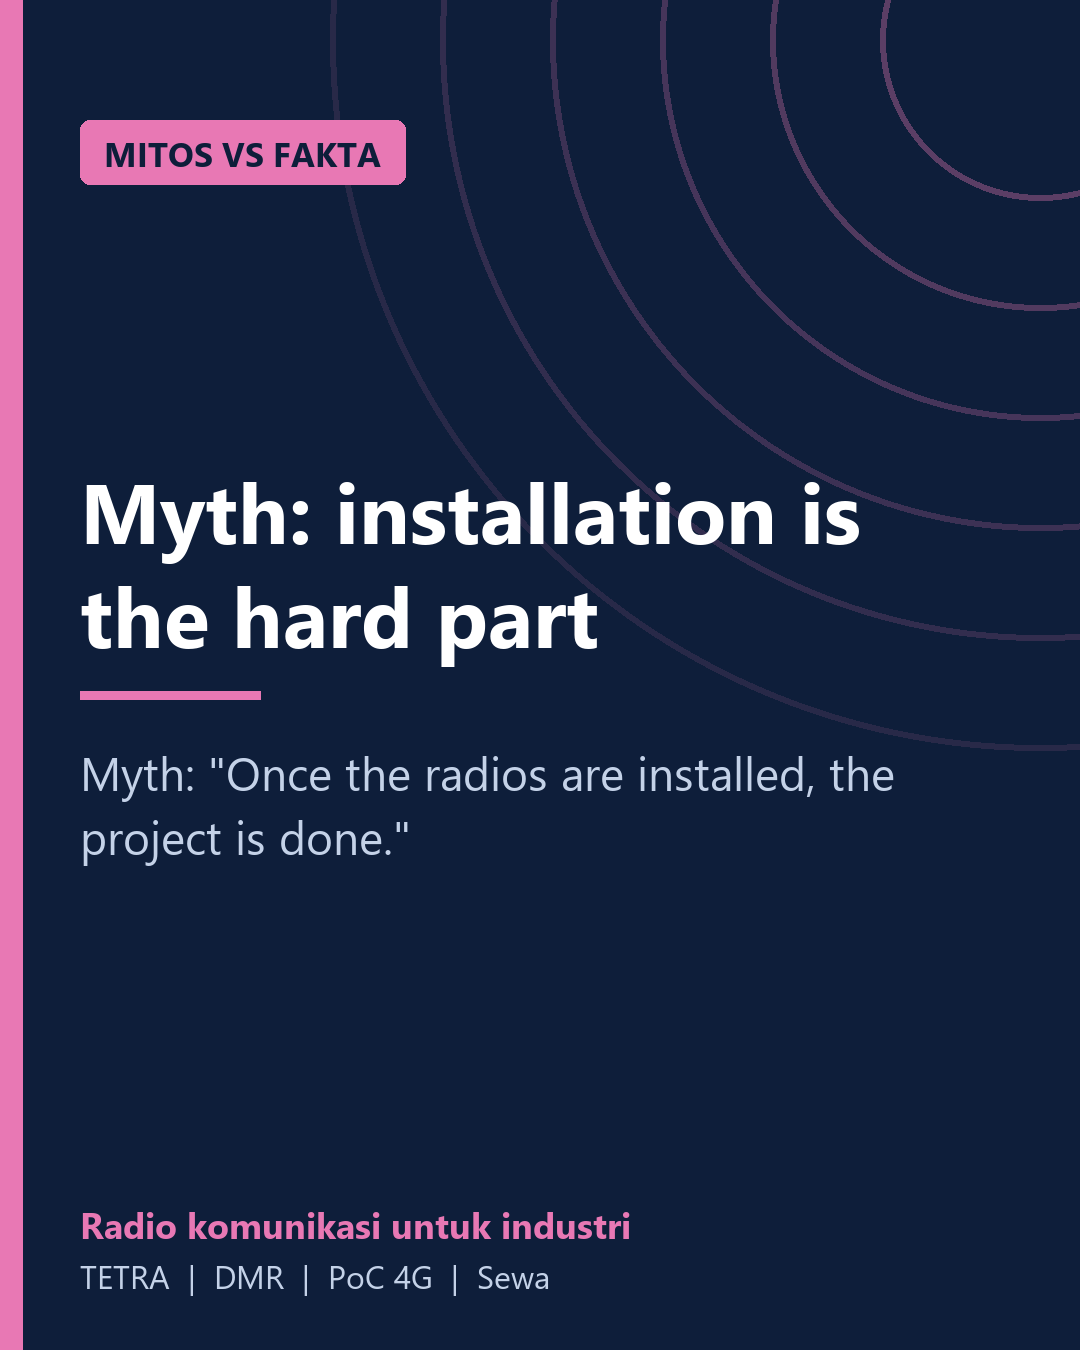 MITOS VS FAKTA
Myth: installation is
the hard part
Myth: "Once the radios are installed, the
project is done."
Radio komunikasi untuk industri
TETRA | DMR | PoC 4G | Sewa